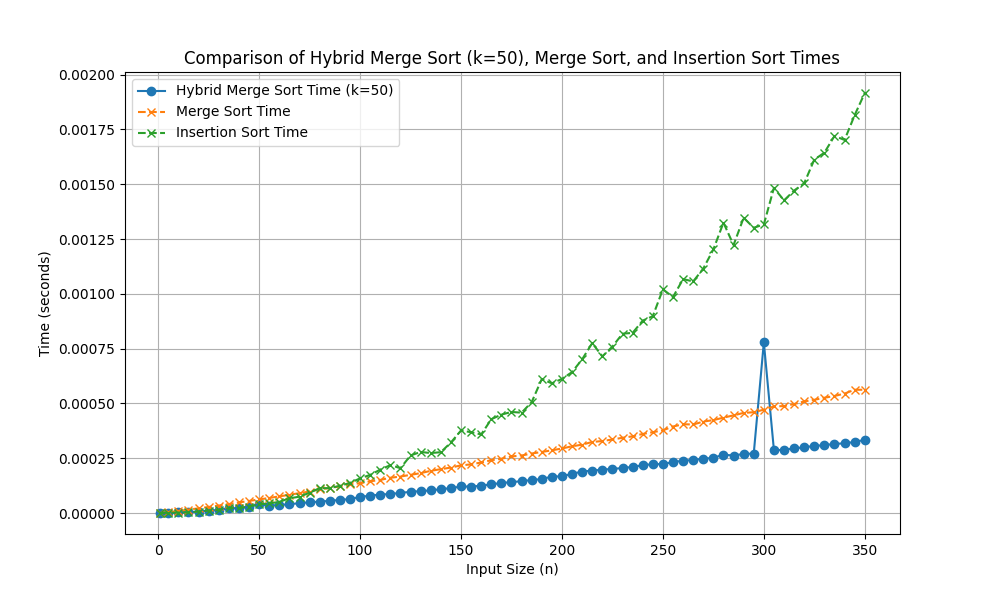 Comparison of Hybrid Merge Sort (k=50), Merge Sort, and Insertion Sort Times
Hybrid Merge Sort Time (k=50)
Merge Sort Time
Insertion Sort Time
0.00200
0.00175
0.00150
0.00125
0.00100
0.00075
0.00050
0.00025
0.00000
Time (seconds)
0 50 100 150 200 250 300 350
Input Size (n)